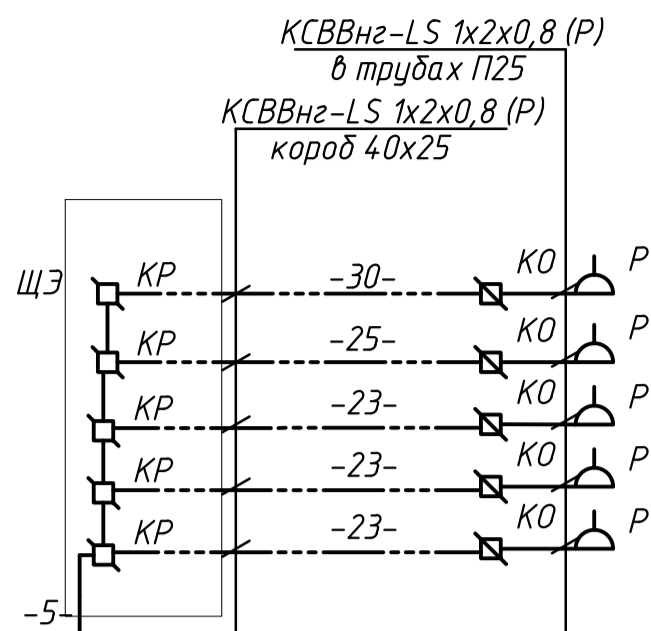 КСВВнг-LS 1х2х0,8 (Р)
в трубах П25
КСВВнг-LS 1х2х0,8 (Р)
короб 40х25
ЩЭ КР -30- КО Р
КР -25- КО Р
КР -23- КО Р
КР -23- КО Р
КР -23- КО Р
-5-